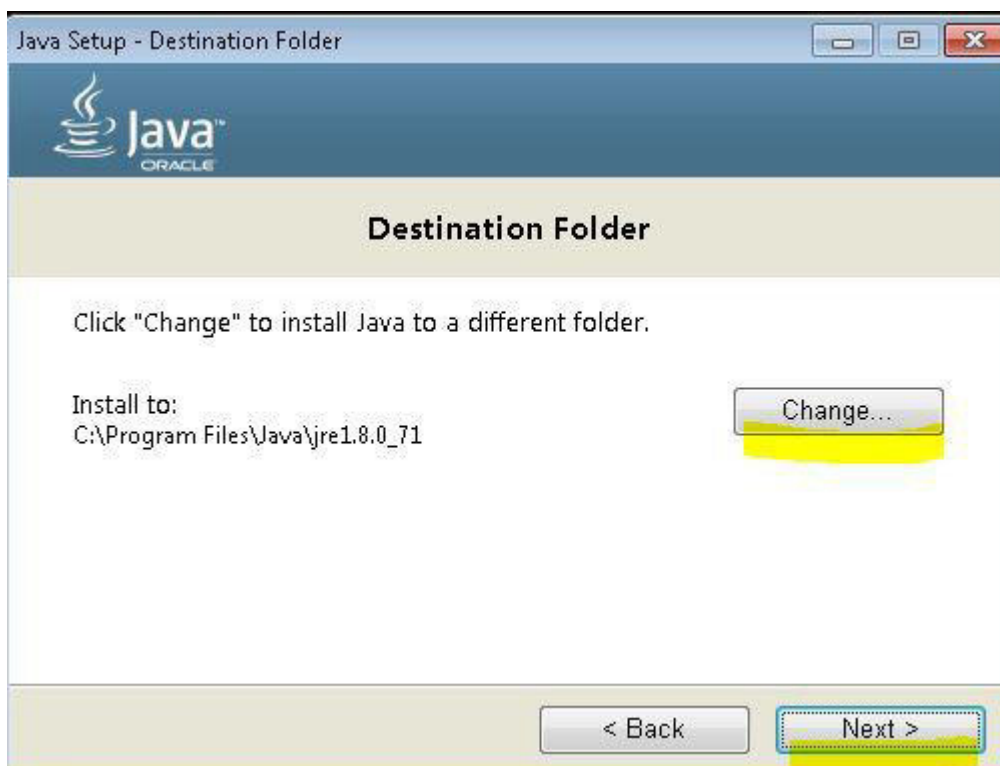 Java Setup - Destination Folder
Java™
ORACLE
Destination Folder
Click "Change" to install Java to a different folder.
Install to:
C:\Program Files\Java\jre1.8.0_71
Change...
< Back
Next >